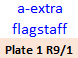 a-extra
flagstaff
Plate 1 R9/1